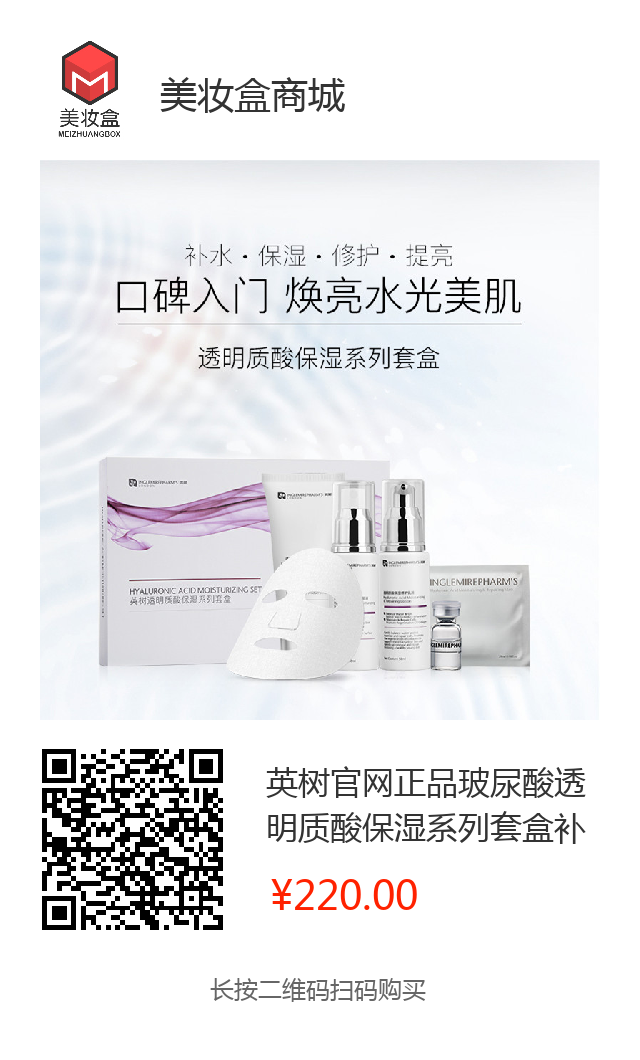 美妆盒
MEIZHUANGBOX
美妆盒商城
补水·保湿·修护·提亮
口碑入门 焕亮水光美肌
透明质酸保湿系列套盒
HYALURONIC ACID MOISTURIZING SET
英树透明质酸保湿系列套盒
INGLEMIREPHARM'S
英树官网正品玻尿酸透
明质酸保湿系列套盒补
¥220.00
长按二维码扫码购买